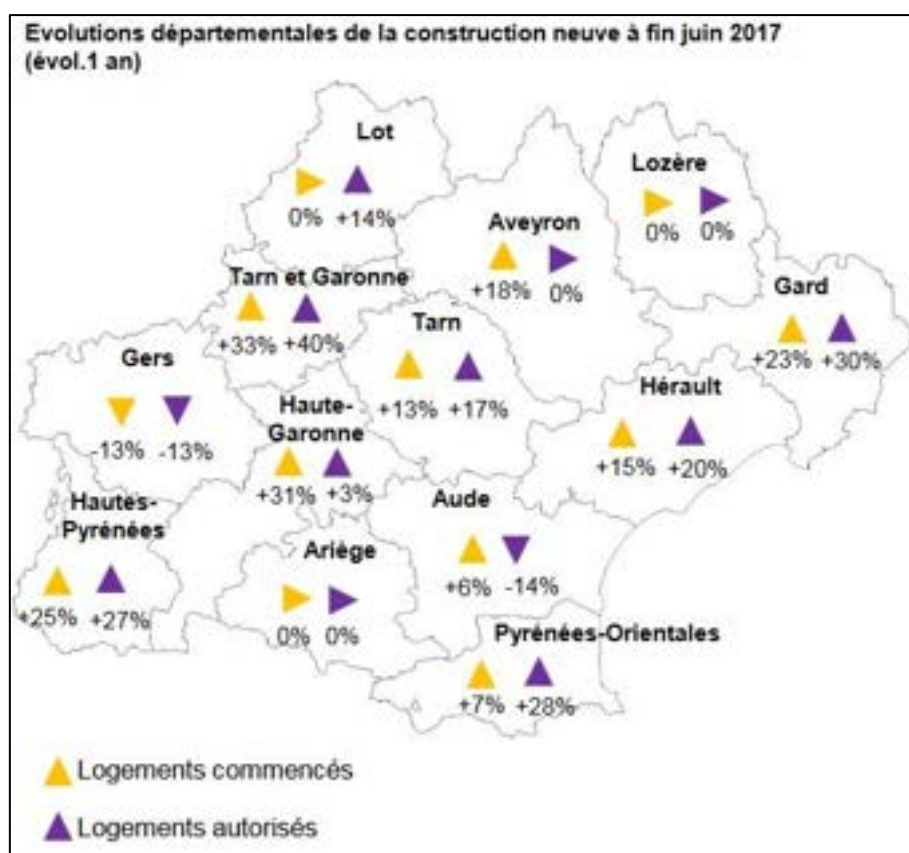 Evolutions départementales de la construction neuve à fin juin 2017
(évol.1 an)
Lot
0% +14%
Lozère
0% 0%
Aveyron
+18% 0%
Tarn et Garonne
+33% +40%
Gard
+23% +30%
Tarn
+13% +17%
Gers
-13% -13%
Hérault
+15% +20%
Haute-
Garonne
+31% +3%
Hautes-
Pyrénées
+25% +27%
Aude
+6% -14%
Ariège
0% 0%
Pyrénées-Orientales
+7% +28%
Logements commencés
Logements autorisés